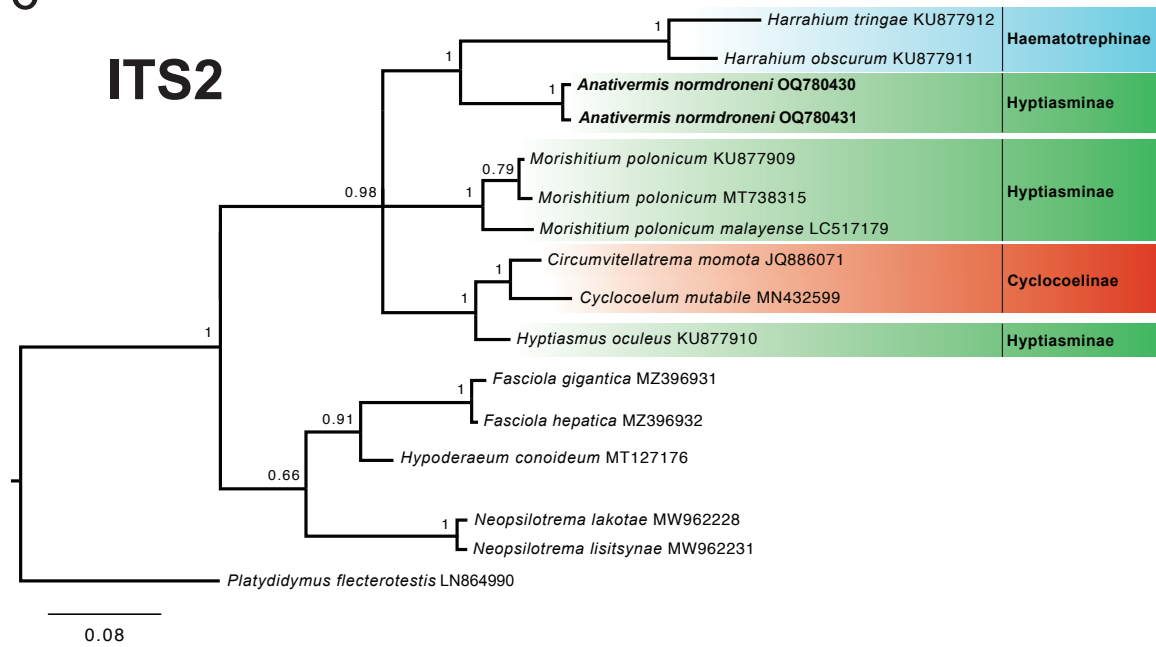 ITS2
Harrahium tringae KU877912
Haematotrephinae
Harrahium obscurum KU877911
Anativermis normdroneni OQ780430
Hyptiasminae
Anativermis normdroneni OQ780431
Morishitium polonicum KU877909
Morishitium polonicum MT738315
Hyptiasminae
Morishitium polonicum malayense LC517179
Circumvitellatrema momota JQ886071
Cyclocoelinae
Cyclocoelum mutabile MN432599
Hyptiasmus oculeus KU877910
Hyptiasminae
Fasciola gigantica MZ396931
Fasciola hepatica MZ396932
Hypoderaeum conoideum MT127176
Neopsilotrema lakotae MW962228
Neopsilotrema lisitsynae MW962231
Platydidymus flecterotestis LN864990
1
1
1
0.79
0.98
1
1
1
1
1
0.91
0.66
1
0.08